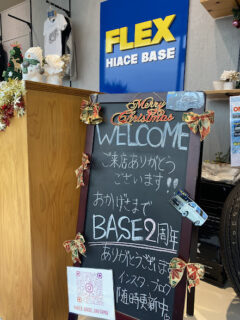 FLEX
HIACE BASE
Merry
Christmas
WELCOME
ご来店ありがとう
ございます!!
おかげさまで
BASE2周年
ありがとうございます
インスタ・ブログ
随時更新中